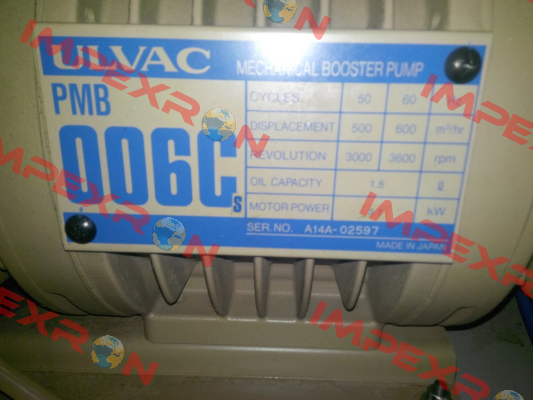 ULVAC
MECHANICAL BOOSTER PUMP
PMB
006C s
CYCLES 50 60
DISPLACEMENT 500 600 m³/hr
REVOLUTION 3000 3600 rpm
OIL CAPACITY 1.5 ℓ
MOTOR POWER kW
SER. NO. A14A-02597
MADE IN JAPAN
IMPEXRON
IMPEXRON
IMPEXRON
IMPEXRON
IMPEXRON